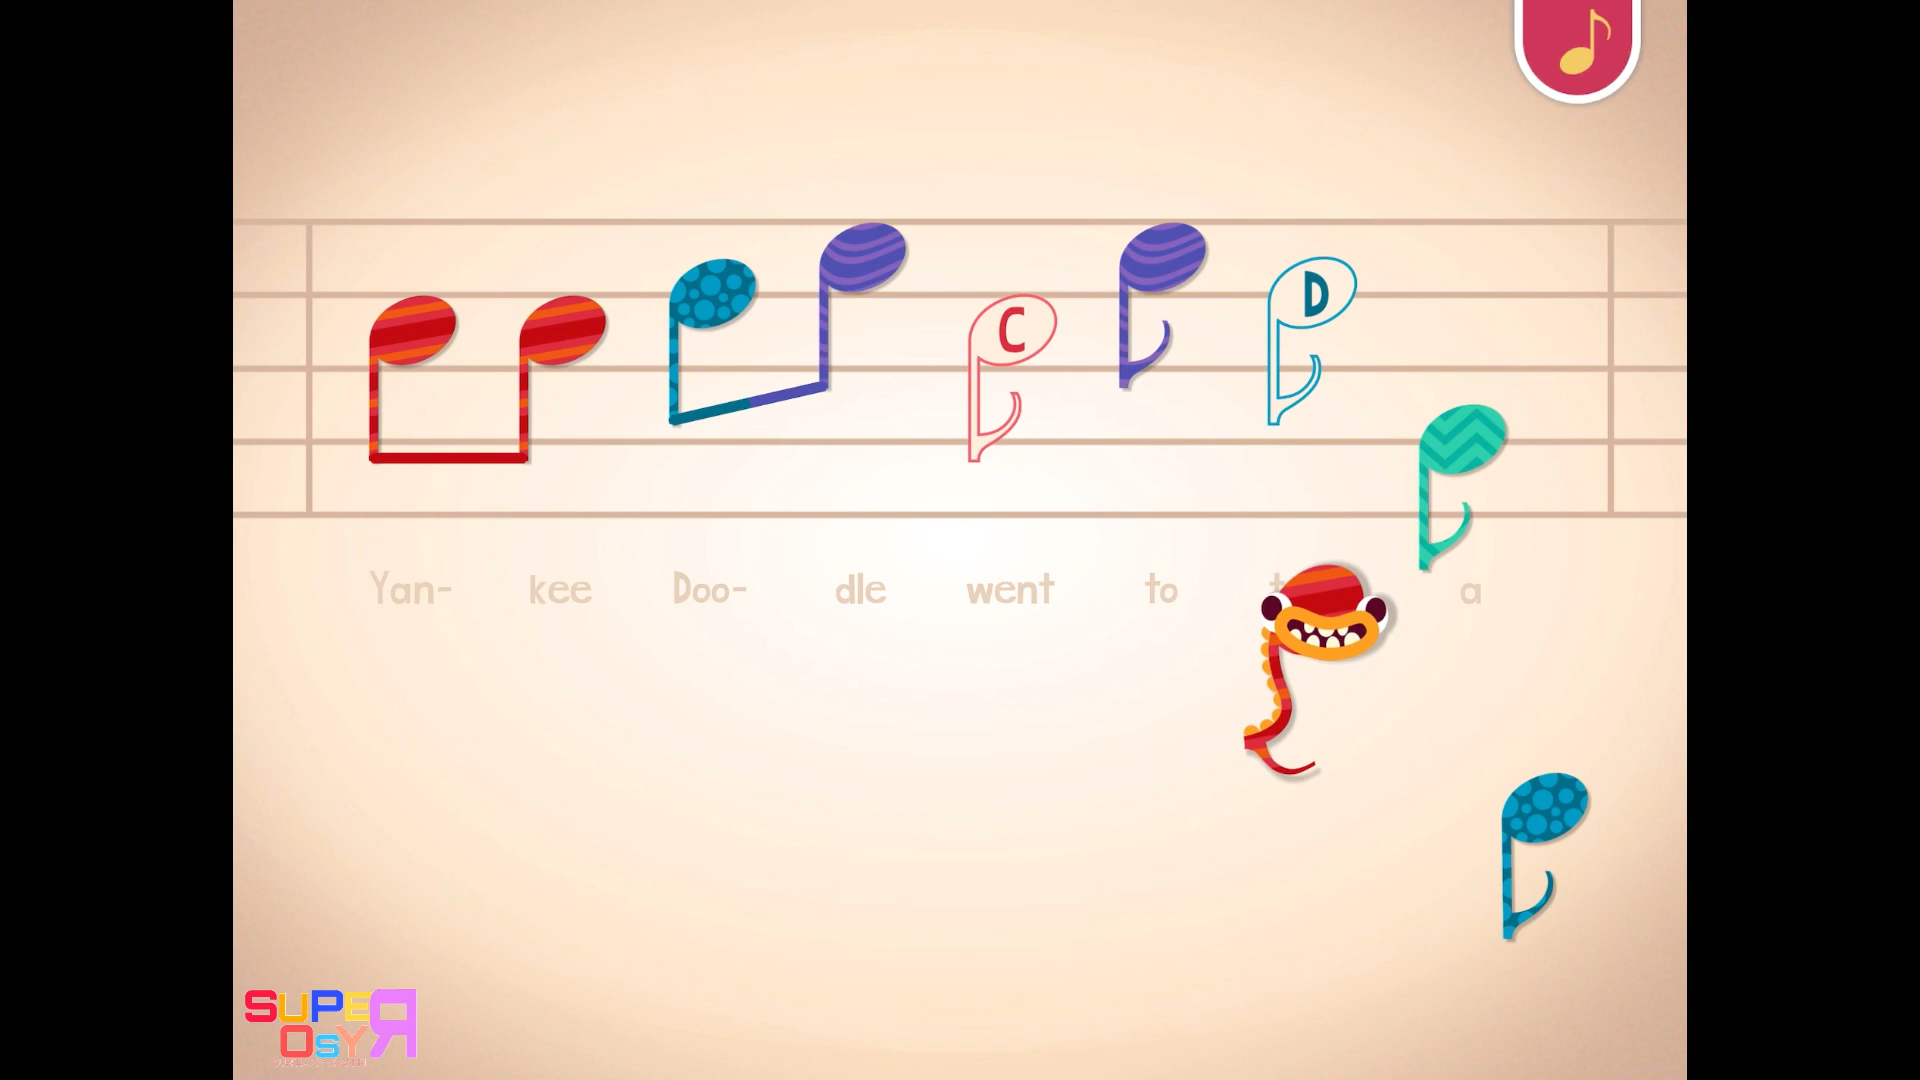 C
D
Yan- kee Doo- dle went to a
SUPER
OsYR